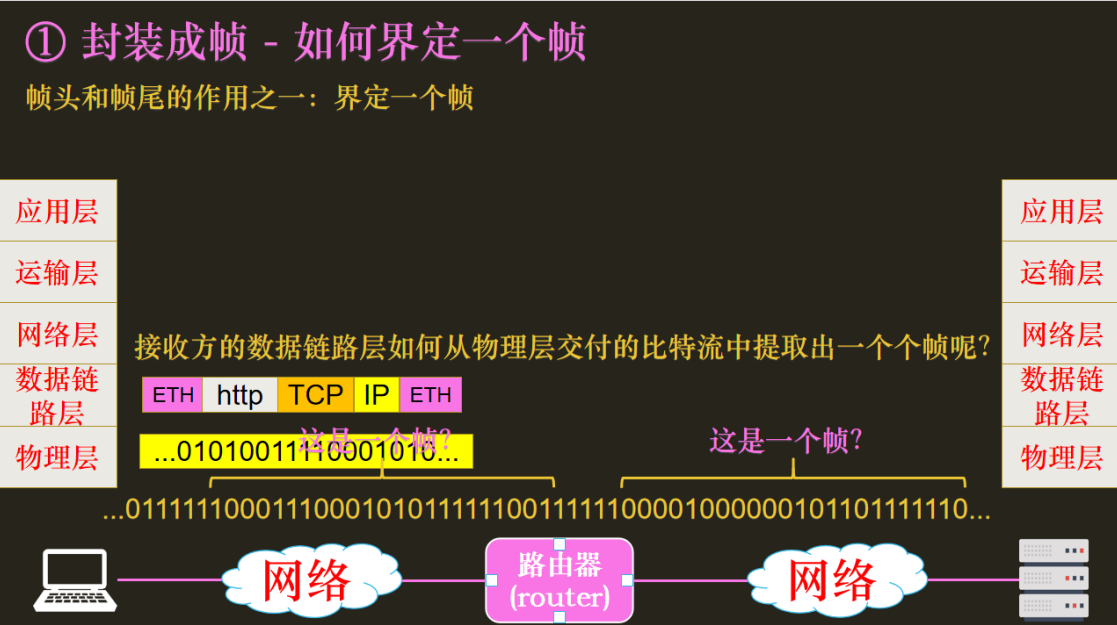 ① 封装成帧 - 如何界定一个帧
帧头和帧尾的作用之一：界定一个帧
应用层
运输层
网络层
数据链
路层
物理层
应用层
运输层
网络层
数据链
路层
物理层
接收方的数据链路层如何从物理层交付的比特流中提取出一个个帧呢？
ETH http TCP IP ETH
...01010011110001010...
这是一个帧？
这是一个帧？
...01111110001110001010111111001111110000100000010110111111​0...
网络
路由器
(router)
网络